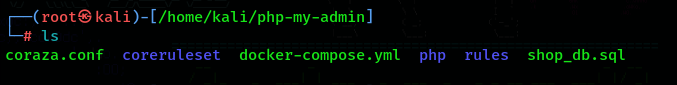 ┌──(root㉿kali)-[/home/kali/php-my-admin]
└─# ls
coraza.conf  coreruleset  docker-compose.yml  php  rules  shop_db.sql